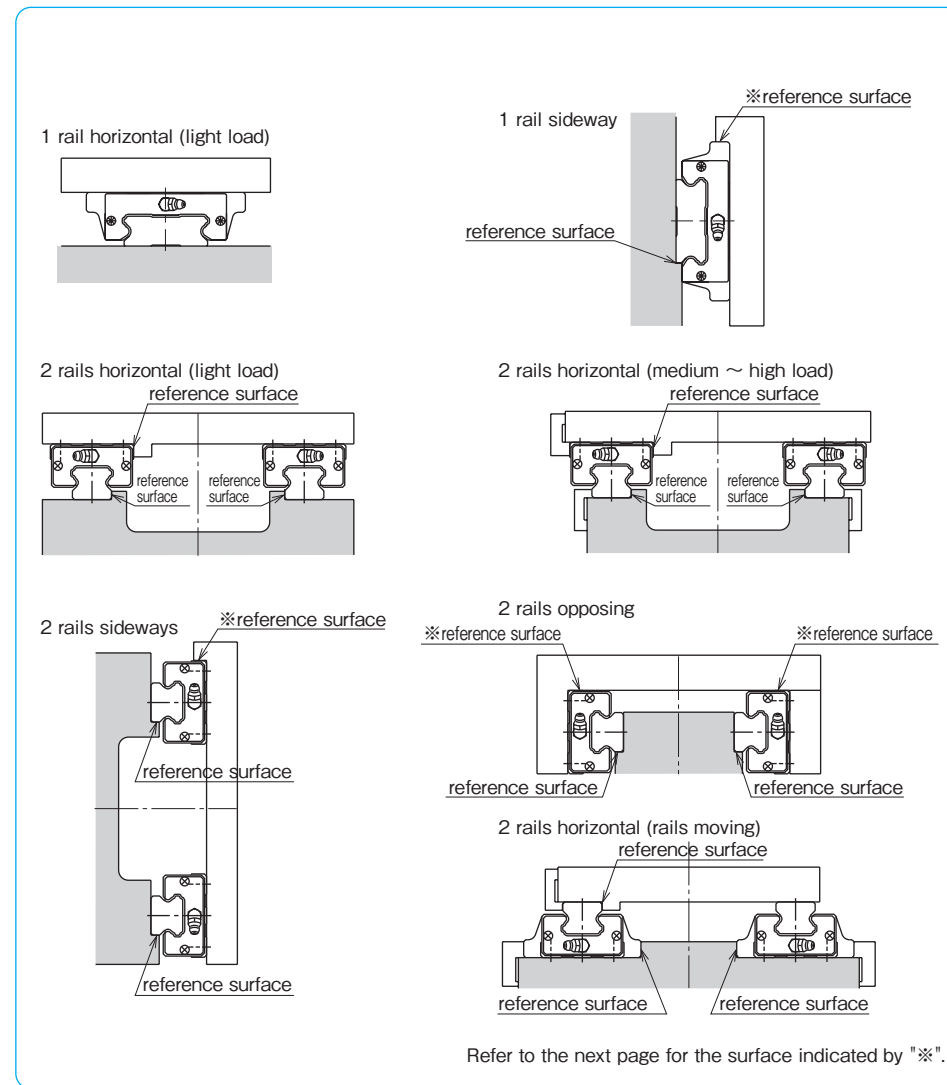 1 rail horizontal (light load)
1 rail sideway
※reference surface
reference surface
2 rails horizontal (light load)
reference surface
reference
surface
reference
surface
2 rails horizontal (medium ～ high load)
reference surface
reference
surface
reference
surface
2 rails sideways
※reference surface
reference surface
reference surface
2 rails opposing
※reference surface
※reference surface
reference surface
reference surface
2 rails horizontal (rails moving)
reference surface
reference surface
reference surface
Refer to the next page for the surface indicated by "※".